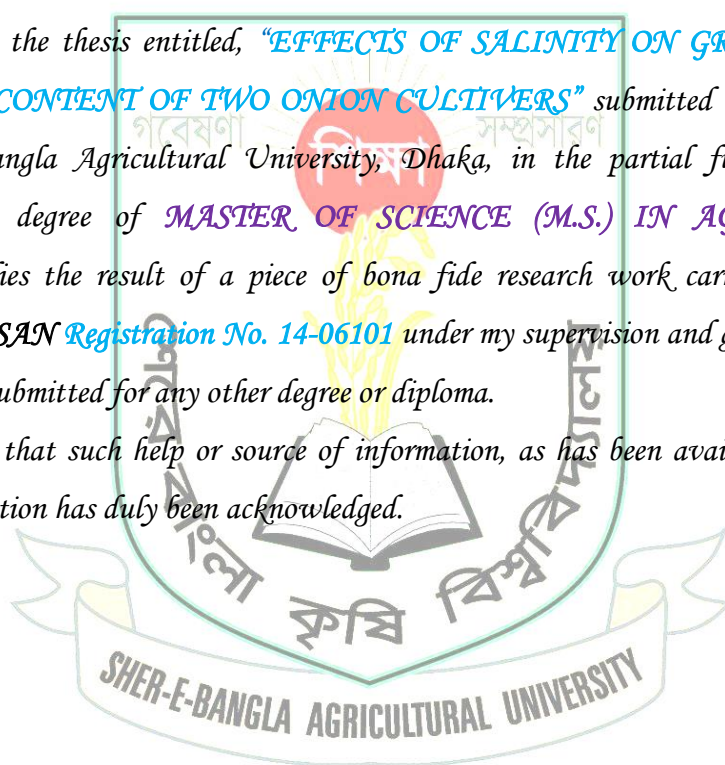 the thesis entitled, “EFFECTS OF SALINITY ON GR
CONTENT OF TWO ONION CULTIVERS” submitted
angla Agricultural University, Dhaka, in the partial fu
degree of MASTER OF SCIENCE (M.S.) IN AG
ies the result of a piece of bona fide research work carr
SAN Registration No. 14-06101 under my supervision and g
ubmitted for any other degree or diploma.
that such help or source of information, as has been avai
tion has duly been acknowledged.
গবেষণা
শিক্ষা
সম্প্রসারণ
শেরে বাংলা কৃষি বিশ্ববিদ্যালয়
SHER-E-BANGLA AGRICULTURAL UNIVERSITY